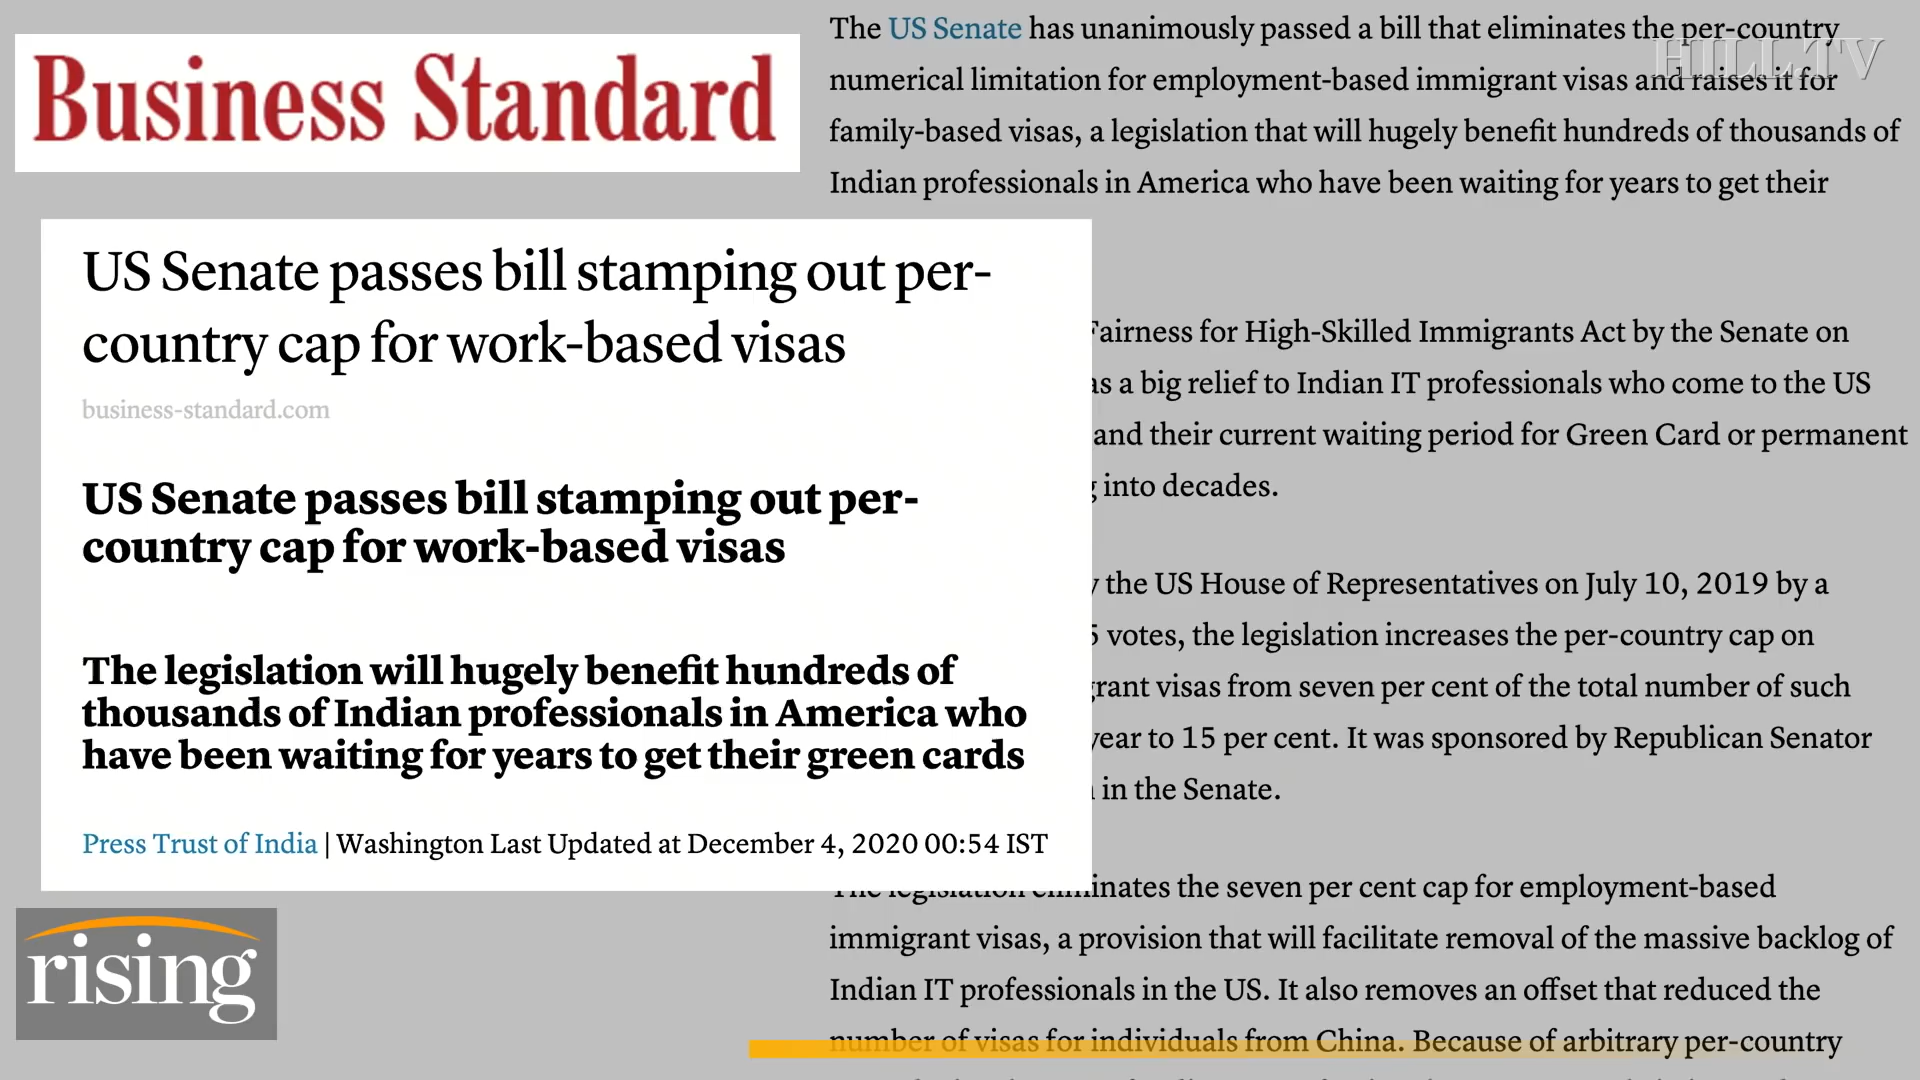 Business Standard
US Senate passes bill stamping out per-
country cap for work-based visas
business-standard.com
US Senate passes bill stamping out per-
country cap for work-based visas
The legislation will hugely benefit hundreds of
thousands of Indian professionals in America who
have been waiting for years to get their green cards
Press Trust of India | Washington Last Updated at December 4, 2020 00:54 IST
rising
HILL.TV
The US Senate has unanimously passed a bill that eliminates the per-country
numerical limitation for employment-based immigrant visas and raises it for
family-based visas, a legislation that will hugely benefit hundreds of thousands of
Indian professionals in America who have been waiting for years to get their
Fairness for High-Skilled Immigrants Act by the Senate on
as a big relief to Indian IT professionals who come to the US
and their current waiting period for Green Card or permanent
into decades.
the US House of Representatives on July 10, 2019 by a
5 votes, the legislation increases the per-country cap on
visas from seven per cent of the total number of such
year to 15 per cent. It was sponsored by Republican Senator
in the Senate.
The legislation eliminates the seven per cent cap for employment-based
immigrant visas, a provision that will facilitate removal of the massive backlog of
Indian IT professionals in the US. It also removes an offset that reduced the
number of visas for individuals from China. Because of arbitrary per-country